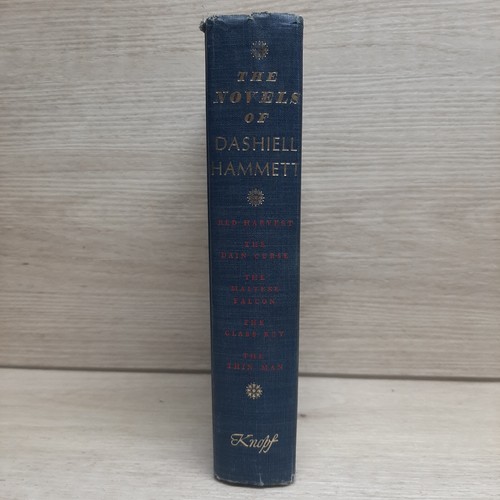 THE
NOVELS
OF
DASHIELL
HAMMETT
RED HARVEST
THE
DAIN CURSE
THE
MALTESE
FALCON
THE
GLASS KEY
THE
THIN MAN
Knopf